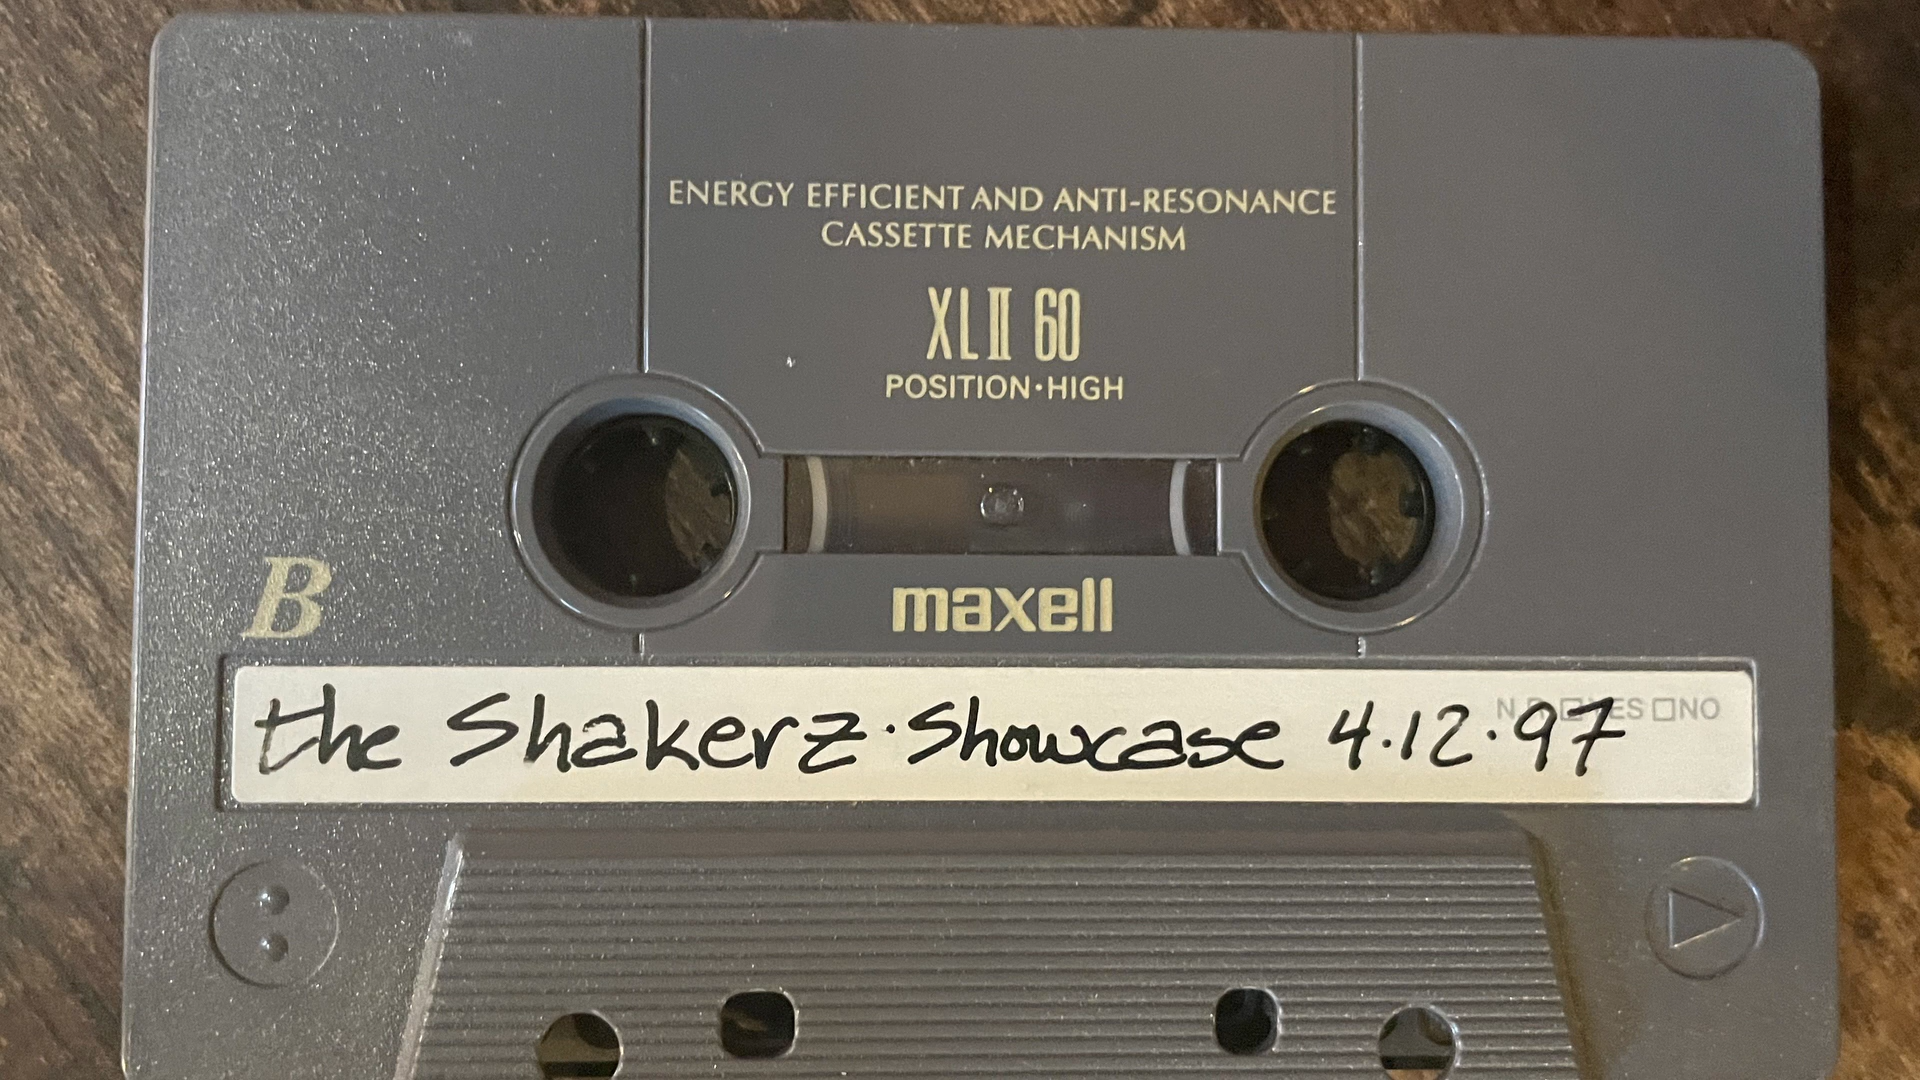 ENERGY EFFICIENT AND ANTI-RESONANCE
CASSETTE MECHANISM
XL II 60
POSITION·HIGH
B
maxell
N.R. □YES □NO
the Shakerz·Showcase 4.12.97